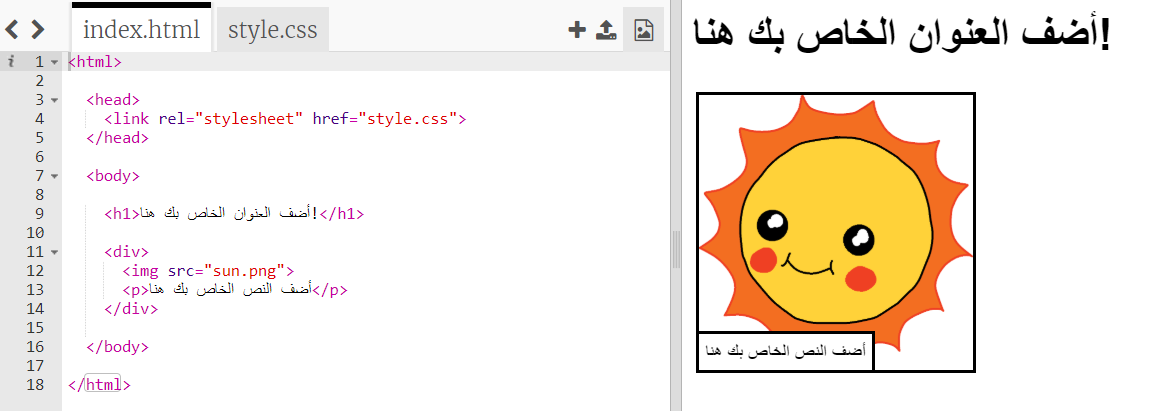 index.html
style.css
1 <html>
2
3 <head>
4 <link rel="stylesheet" href="style.css">
5 </head>
6
7 <body>
8
9 <h1>أضف العنوان الخاص بك هنا!</h1>
10
11 <div>
12 <img src="sun.png">
13 <p>أضف النص الخاص بك هنا</p>
14 </div>
15
16 </body>
17
18 </html>
أضف العنوان الخاص بك هنا!
أضف النص الخاص بك هنا